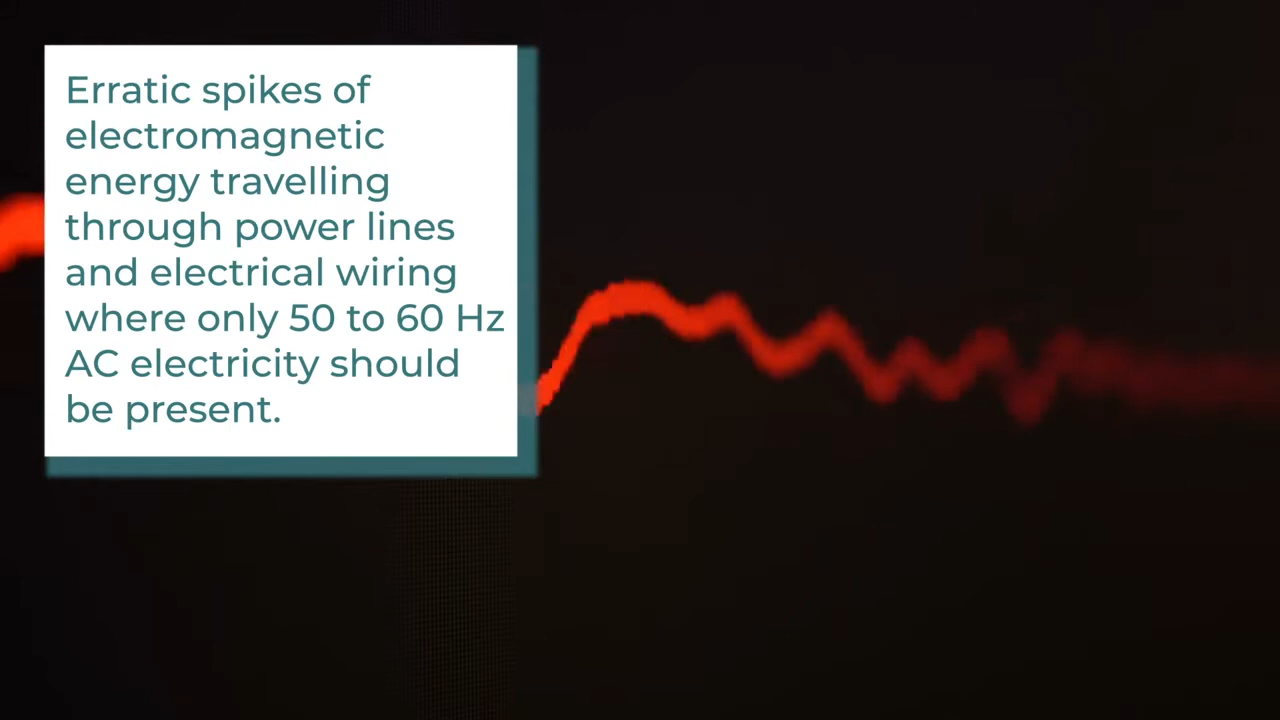 Erratic spikes of
electromagnetic
energy travelling
through power lines
and electrical wiring
where only 50 to 60 Hz
AC electricity should
be present.